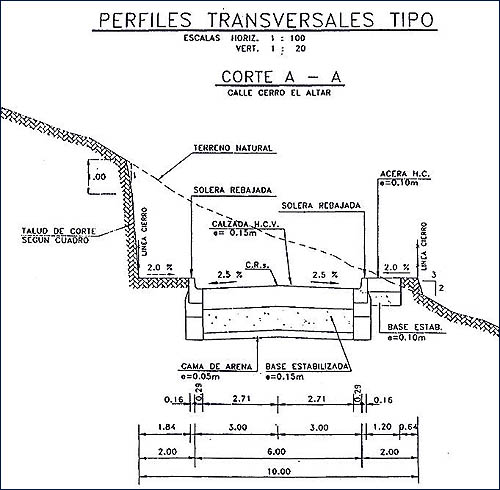 PERFILES TRANSVERSALES TIPO
ESCALAS HORIZ. 1 : 100
VERT. 1 : 20
CORTE A - A
CALLE CERRO EL ALTAR
TERRENO NATURAL
ACERA H.C.
e=0.10m
1.00
SOLERA REBAJADA
SOLERA REBAJADA
CALZADA H.C.V.
e= 0.15m
TALUD DE CORTE
SEGUN CUADRO
LINEA CIERRO
LINEA CIERRO
C.R.s.
2.0 %
2.5 %
2.5 %
2.0 %
3
2
BASE ESTAB.
e=0.10m
CAMA DE ARENA
e=0.05m
BASE ESTABILIZADA
e=0.15m
0.16
0.29
2.71
2.71
0.29
0.16
1.84
3.00
3.00
1.20
0.64
2.00
6.00
2.00
10.00